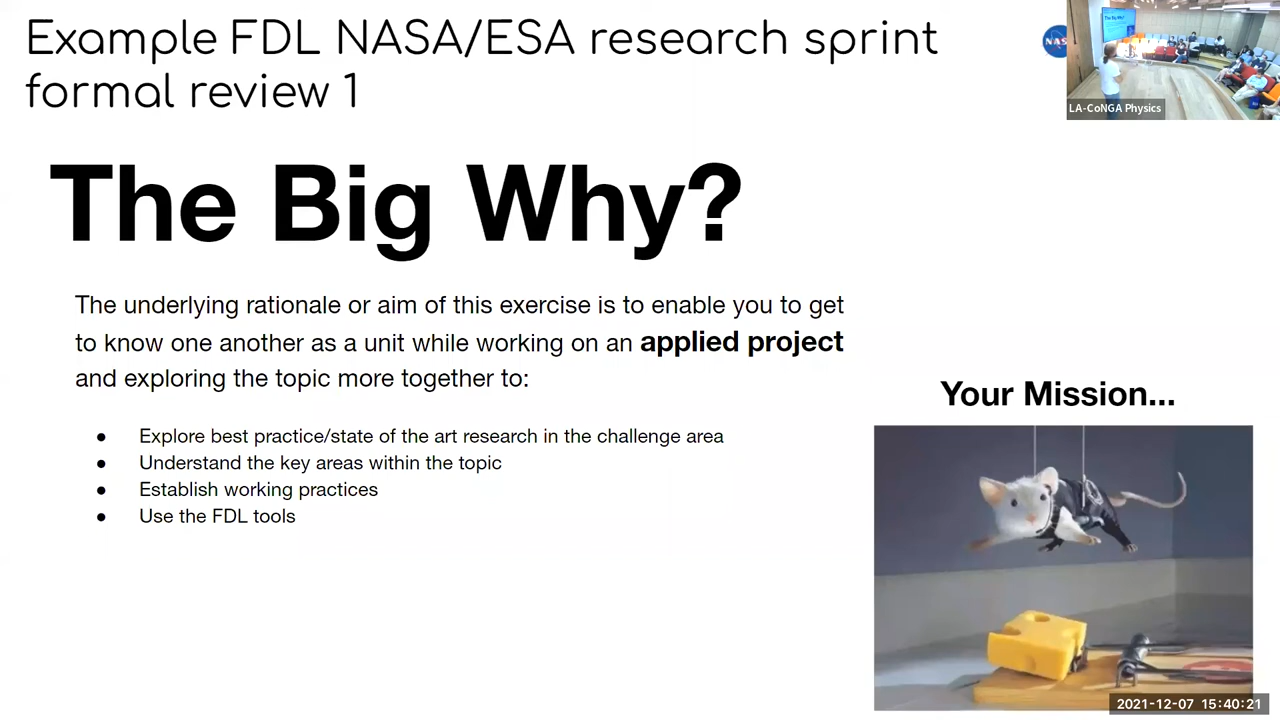 Example FDL NASA/ESA research sprint
formal review 1
NAS
LA-CoNGA Physics
The Big Why?
The underlying rationale or aim of this exercise is to enable you to get
to know one another as a unit while working on an applied project
and exploring the topic more together to:
● Explore best practice/state of the art research in the challenge area
● Understand the key areas within the topic
● Establish working practices
● Use the FDL tools
Your Mission...
2021-12-07 15:40:21